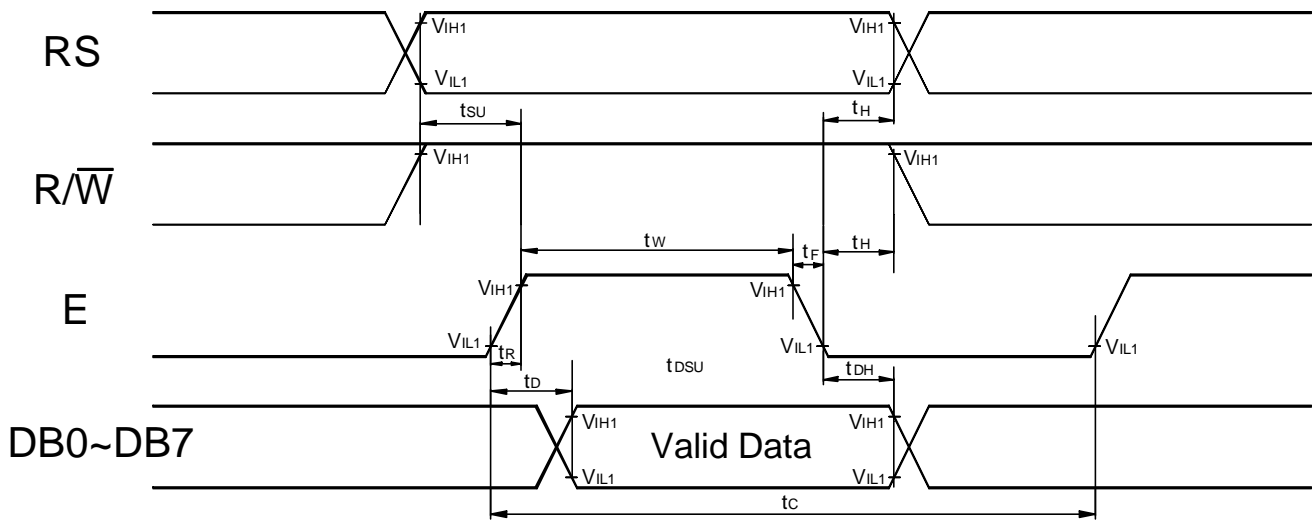 RS
VIH1
VIH1
VIL1
VIL1
tSU
tH
R/W̅
VIH1
VIH1
tW
tF
tH
E
VIH1
VIH1
VIL1
VIL1
VIL1
tR
tDSU
tDH
tD
DB0~DB7
VIH1
VIH1
Valid Data
VIL1
VIL1
tC